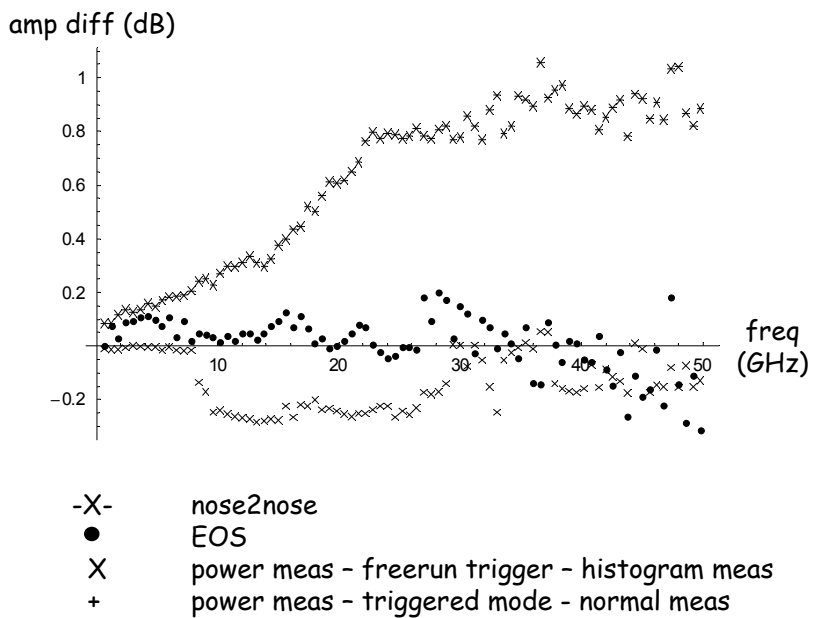 amp diff (dB)
1
0.8
0.6
0.4
0.2
−0.2
10 20 30 40 50
freq
(GHz)
-X- nose2nose
● EOS
X power meas – freerun trigger – histogram meas
+ power meas – triggered mode - normal meas